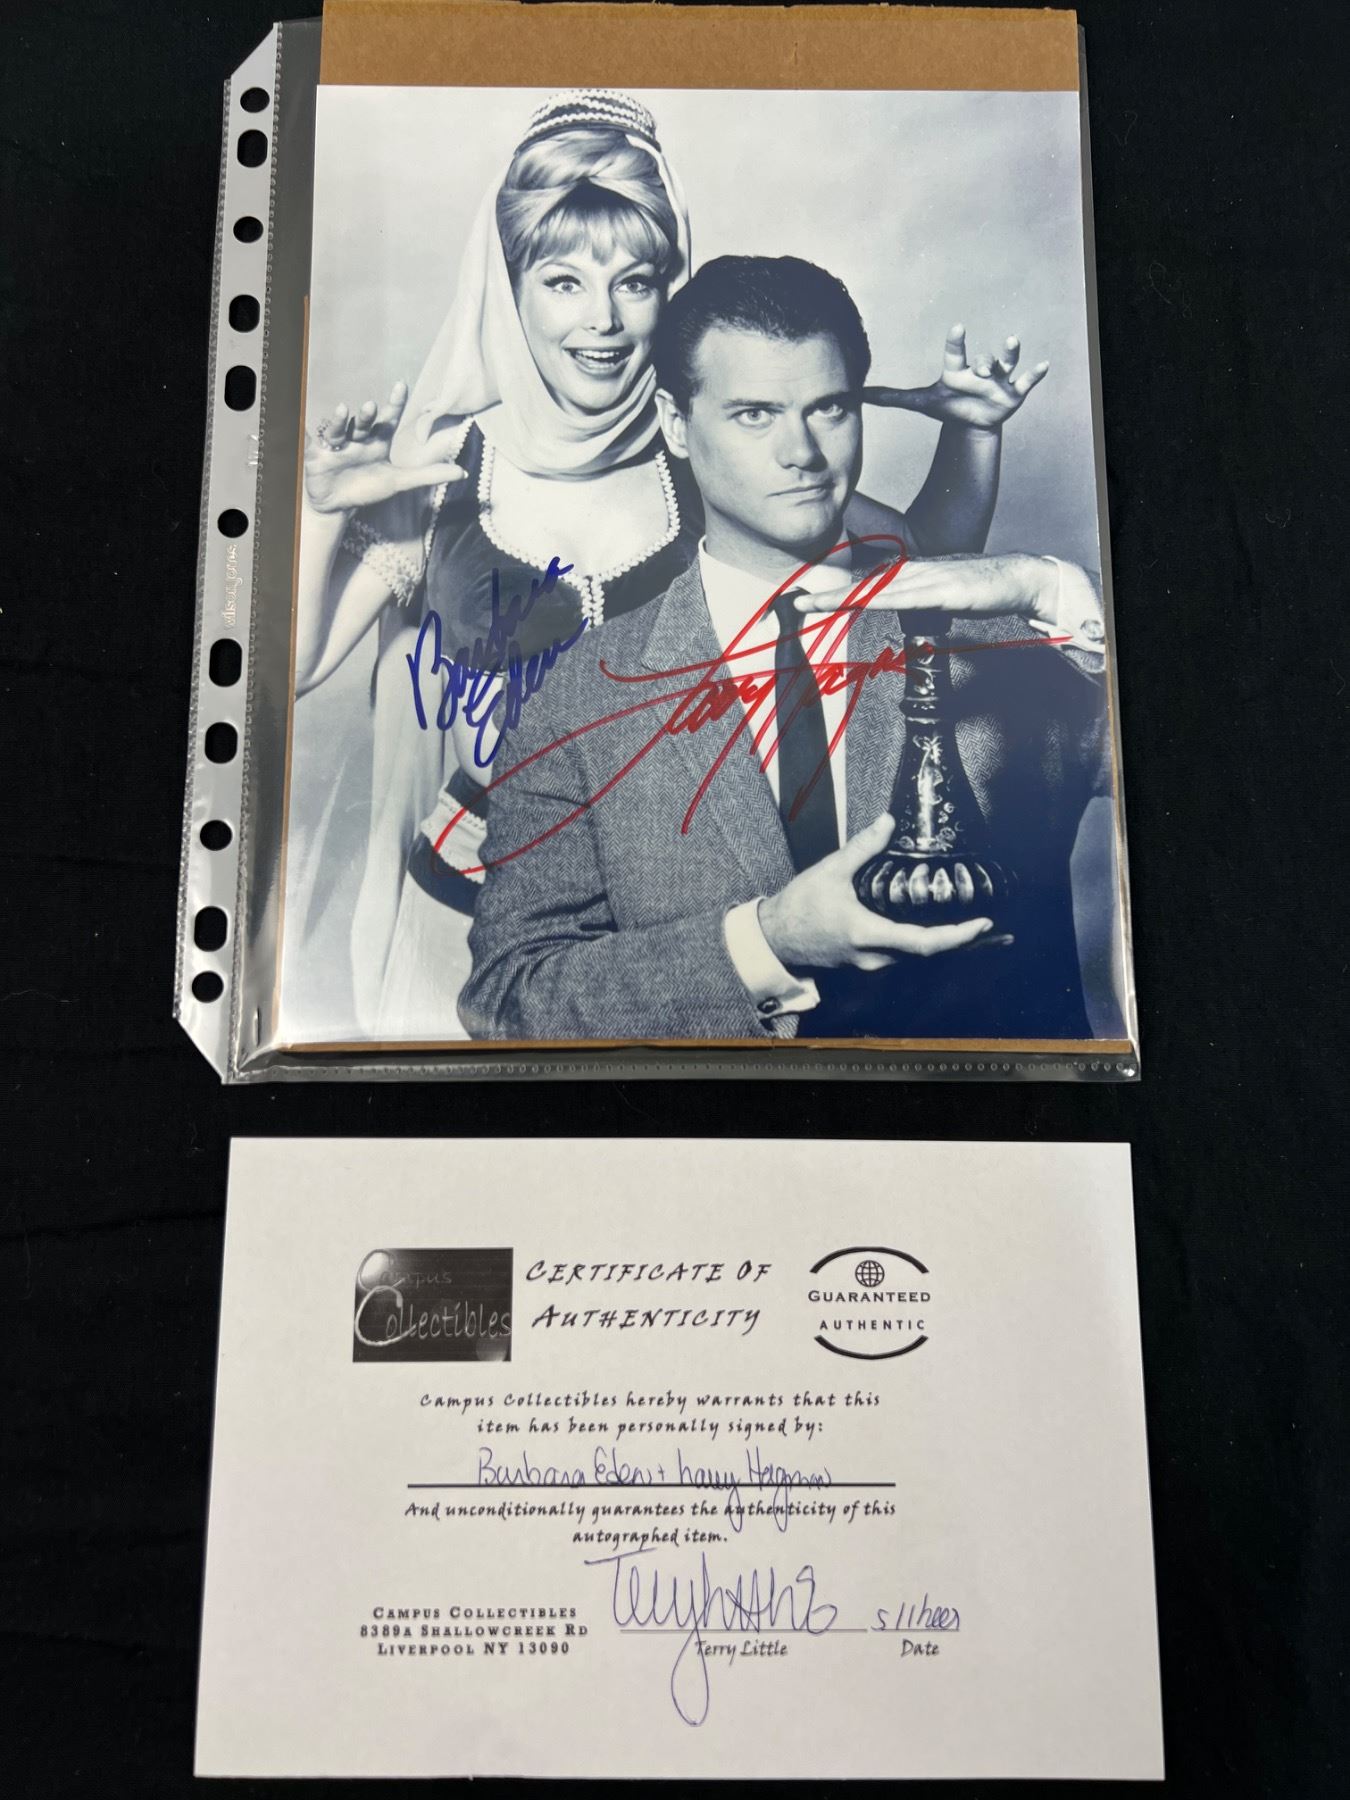 wilson jones
Barbara
Eden
Larry Hagman
Campus
Collectibles
CERTIFICATE OF
AUTHENTICITY
GUARANTEED
AUTHENTIC
Campus Collectibles hereby warrants that this
item has been personally signed by:
Barbara Eden + Larry Hagman
And unconditionally guarantees the authenticity of this
autographed item.
CAMPUS COLLECTIBLES
8389A SHALLOWCREEK RD
LIVERPOOL NY 13090
Terry Little
Date